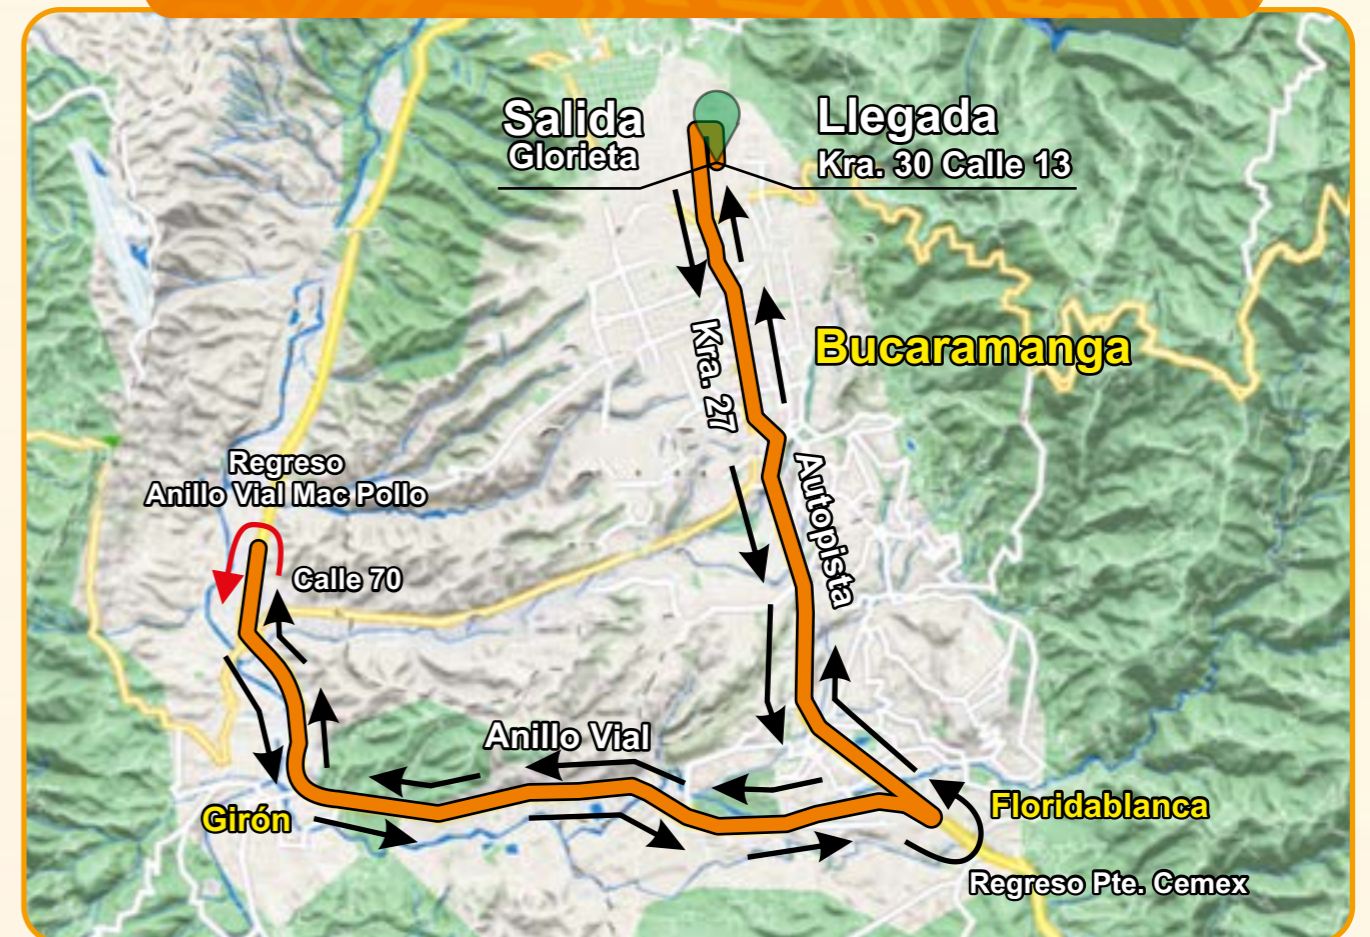 Salida
Glorieta
Llegada
Kra. 30 Calle 13
Kra. 27
Bucaramanga
Autopista
Regreso
Anillo Vial Mac Pollo
Calle 70
Anillo Vial
Girón
Floridablanca
Regreso Pte. Cemex